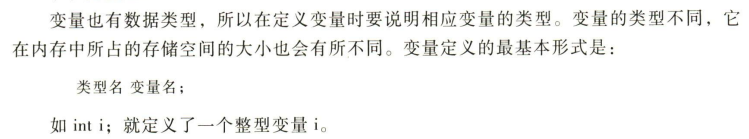 变量也有数据类型，所以在定义变量时要说明相应变量的类型。变量的类型不同，它
在内存中所占的存储空间的大小也会有所不同。变量定义的最基本形式是：
类型名 变量名；
如 int i；就定义了一个整型变量 i。